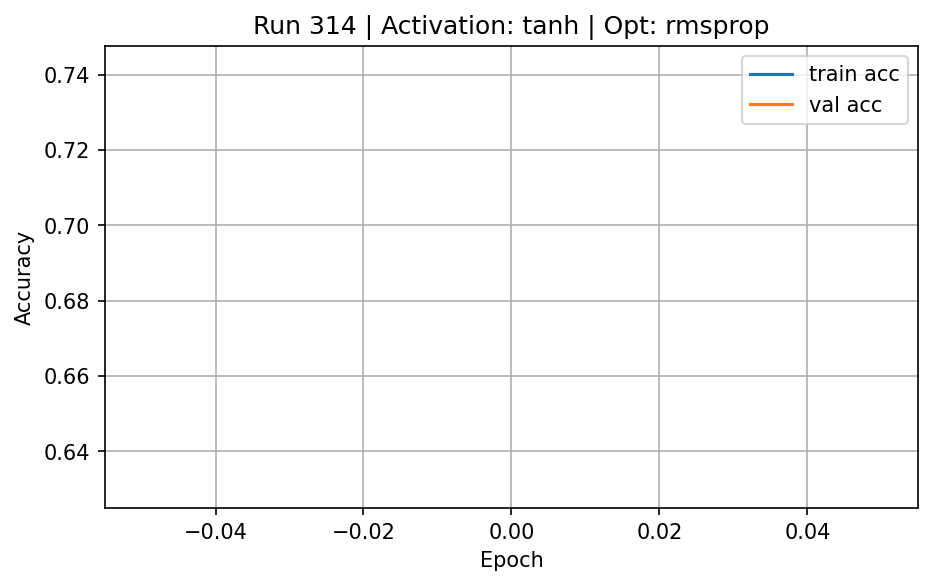 Run 314 | Activation: tanh | Opt: rmsprop
train acc
val acc
0.74
0.72
0.70
0.68
0.66
0.64
Accuracy
−0.04
−0.02
0.00
0.02
0.04
Epoch